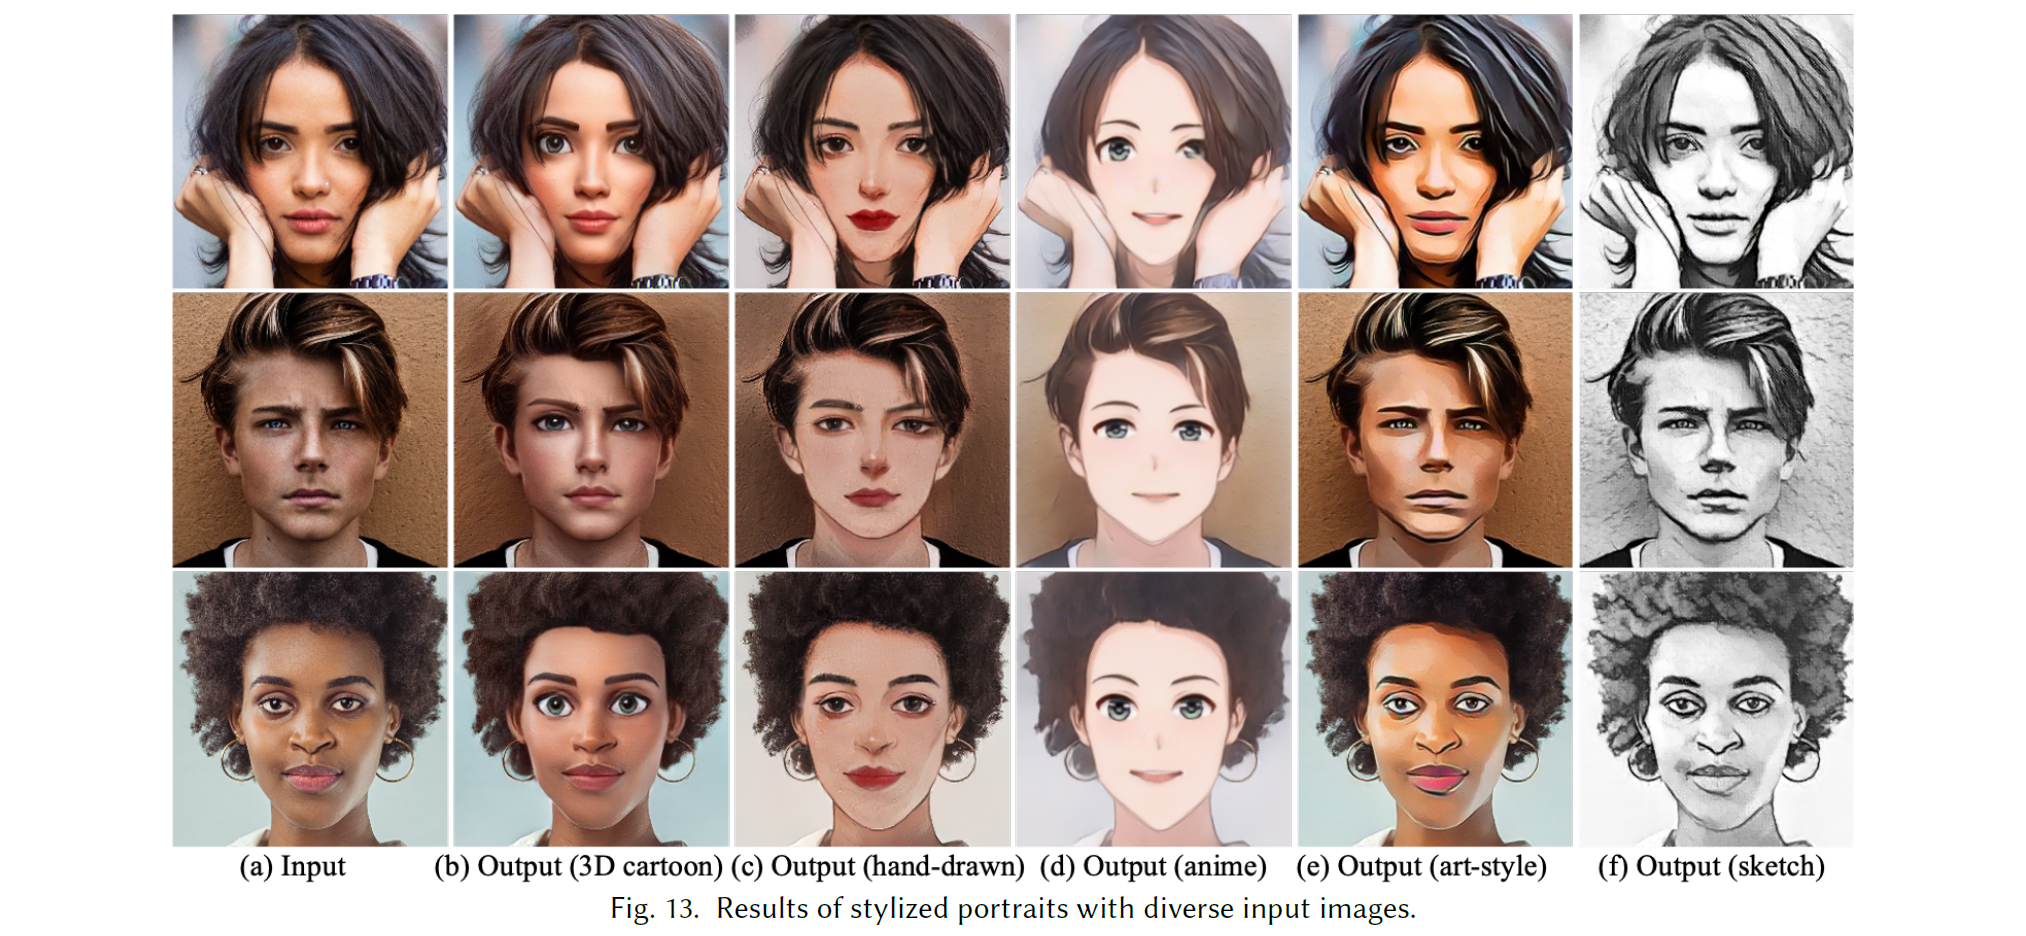 (a) Input (b) Output (3D cartoon) (c) Output (hand-drawn) (d) Output (anime) (e) Output (art-style) (f) Output (sketch)
Fig. 13. Results of stylized portraits with diverse input images.